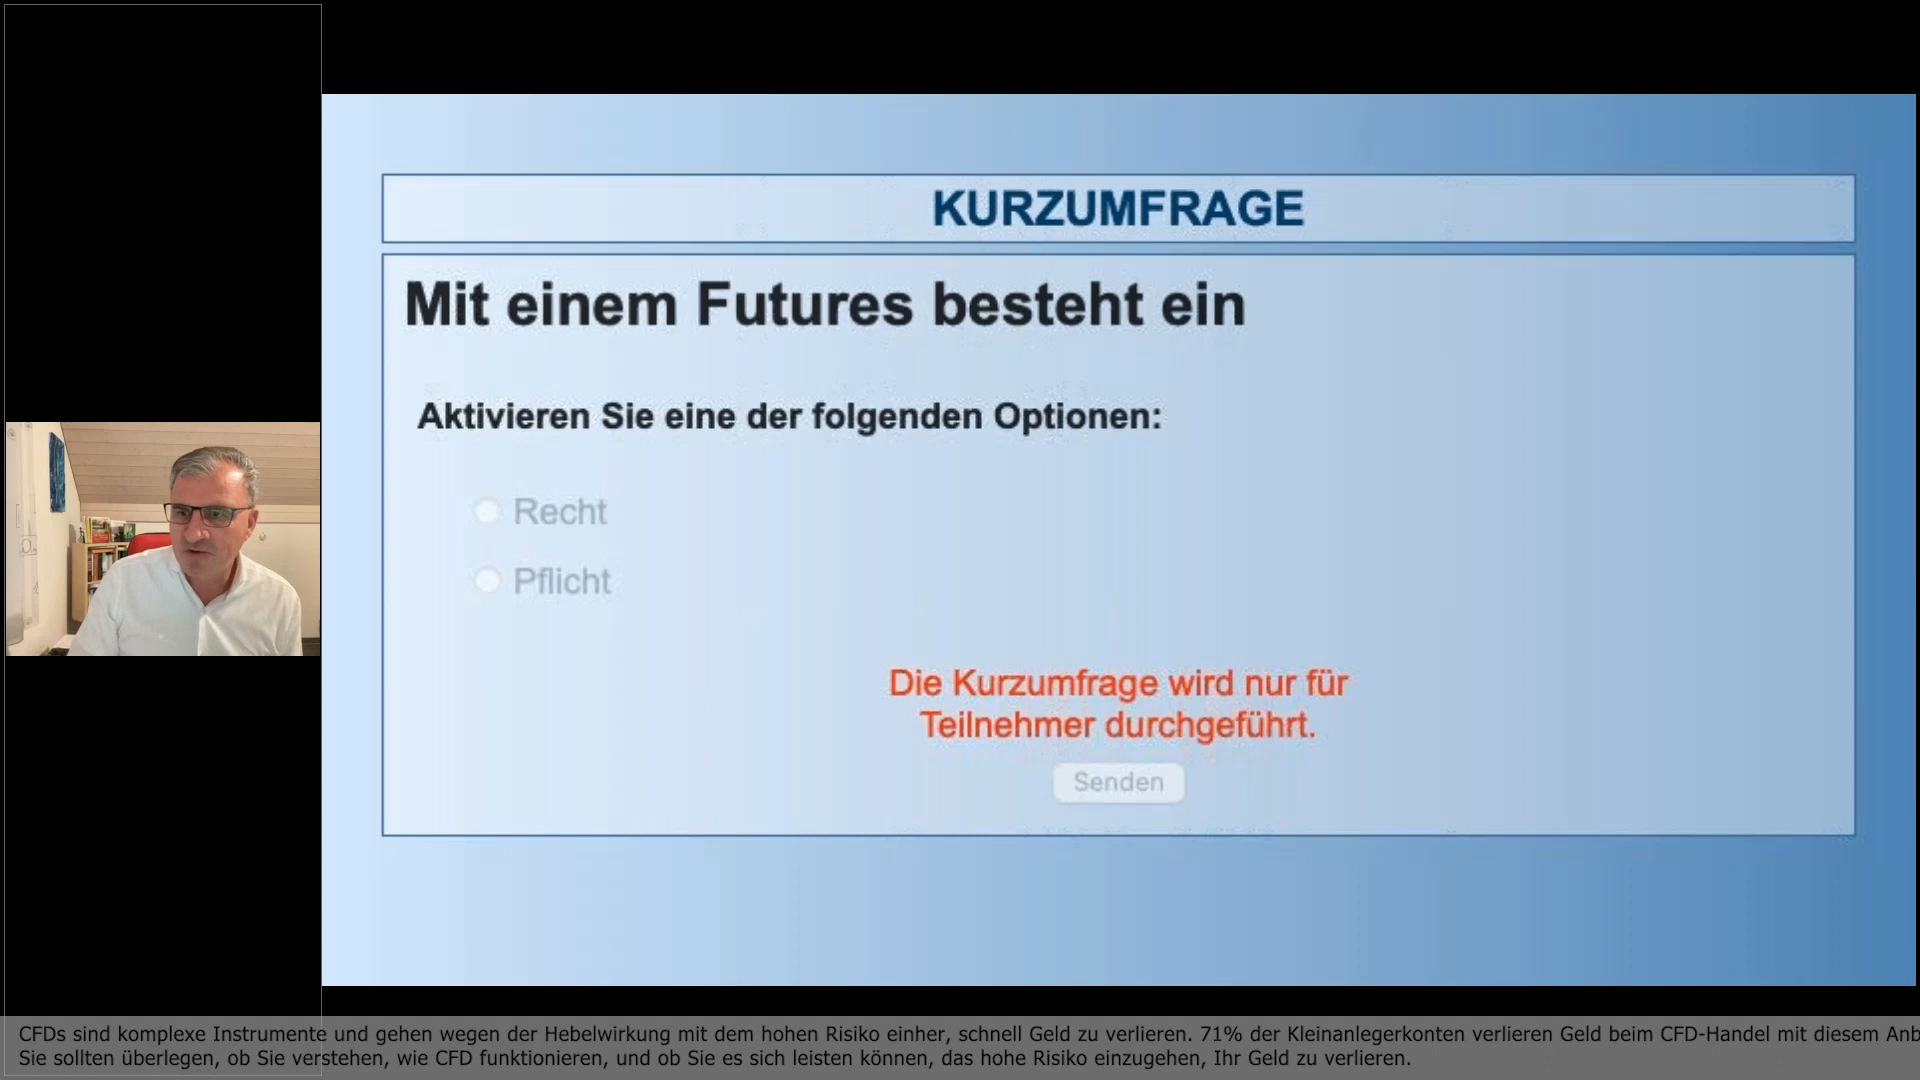 KURZUMFRAGE
Mit einem Futures besteht ein
Aktivieren Sie eine der folgenden Optionen:
Recht
Pflicht
Die Kurzumfrage wird nur für
Teilnehmer durchgeführt.
Senden
CFDs sind komplexe Instrumente und gehen wegen der Hebelwirkung mit dem hohen Risiko einher, schnell Geld zu verlieren. 71% der Kleinanlegerkonten verlieren Geld beim CFD-Handel mit diesem Anb
Sie sollten überlegen, ob Sie verstehen, wie CFD funktionieren, und ob Sie es sich leisten können, das hohe Risiko einzugehen, Ihr Geld zu verlieren.